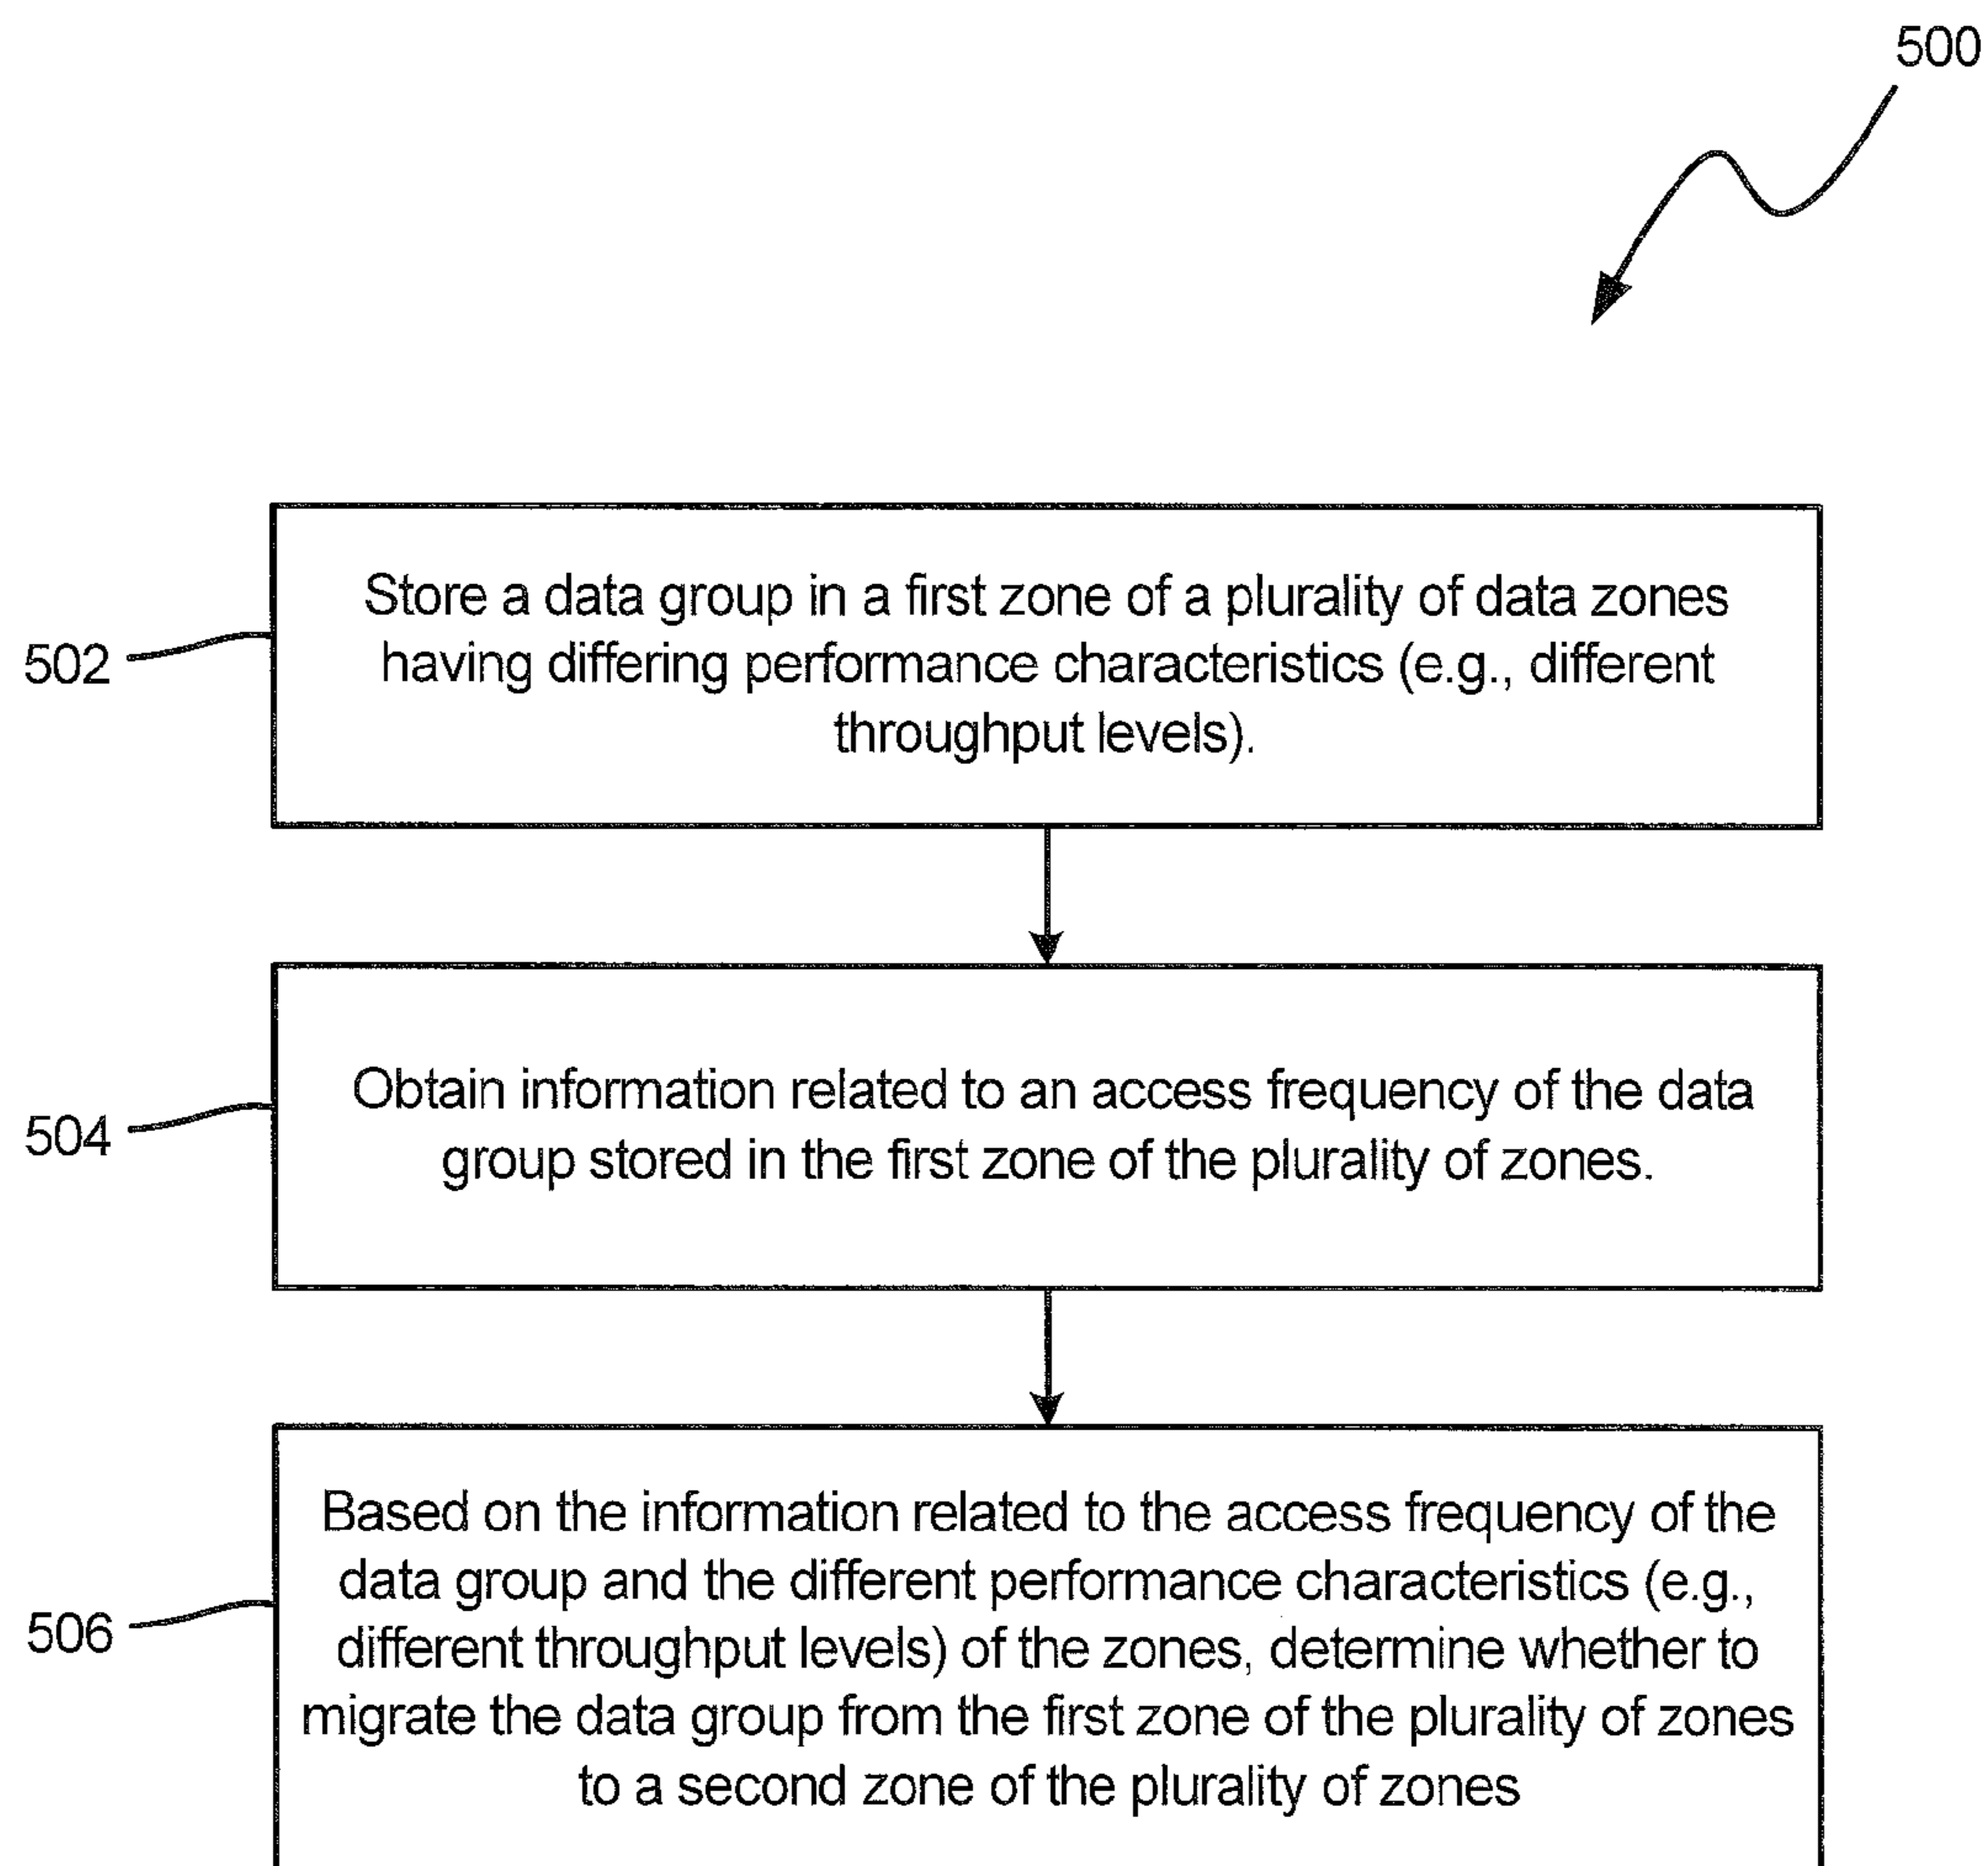 500
502
Store a data group in a first zone of a plurality of data zones
having differing performance characteristics (e.g., different
throughput levels).
504
Obtain information related to an access frequency of the data
group stored in the first zone of the plurality of zones.
506
Based on the information related to the access frequency of the
data group and the different performance characteristics (e.g.,
different throughput levels) of the zones, determine whether to
migrate the data group from the first zone of the plurality of zones
to a second zone of the plurality of zones